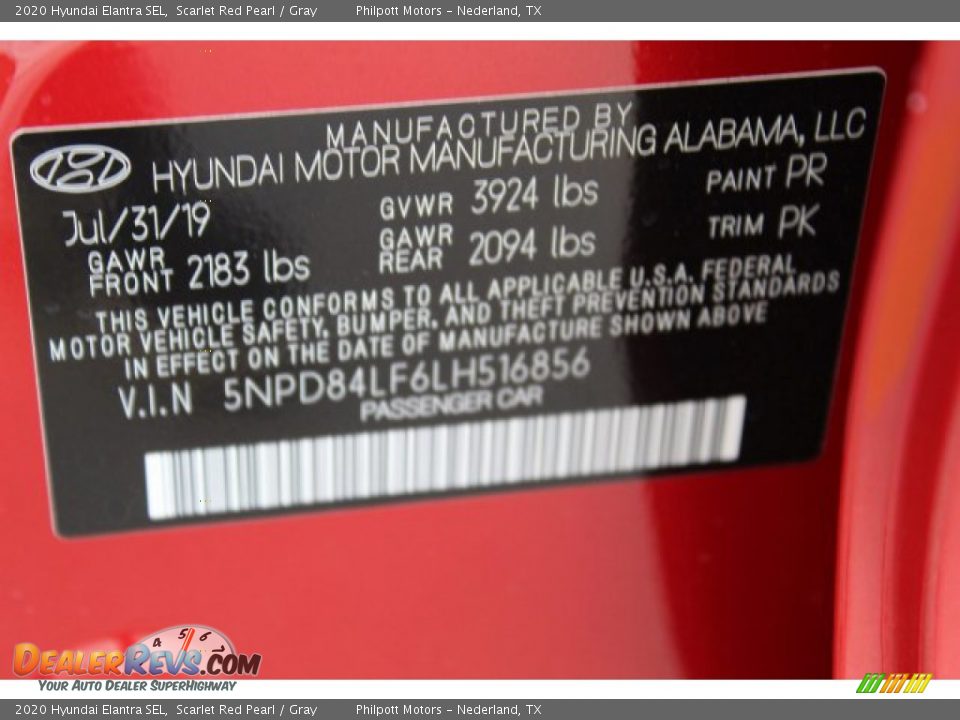 2020 Hyundai Elantra SEL, Scarlet Red Pearl / Gray Philpott Motors - Nederland, TX
MANUFACTURED BY
HYUNDAI MOTOR MANUFACTURING ALABAMA, LLC
Jul/31/19 GVWR 3924 lbs PAINT PR
GAWR FRONT 2183 lbs GAWR REAR 2094 lbs TRIM PK
THIS VEHICLE CONFORMS TO ALL APPLICABLE U.S.A. FEDERAL
MOTOR VEHICLE SAFETY, BUMPER, AND THEFT PREVENTION STANDARDS
IN EFFECT ON THE DATE OF MANUFACTURE SHOWN ABOVE
V.I.N 5NPD84LF6LH516856
PASSENGER CAR
4 5 6
DEALERREVS.COM
YOUR AUTO DEALER SUPERHIGHWAY
2020 Hyundai Elantra SEL, Scarlet Red Pearl / Gray Philpott Motors - Nederland, TX